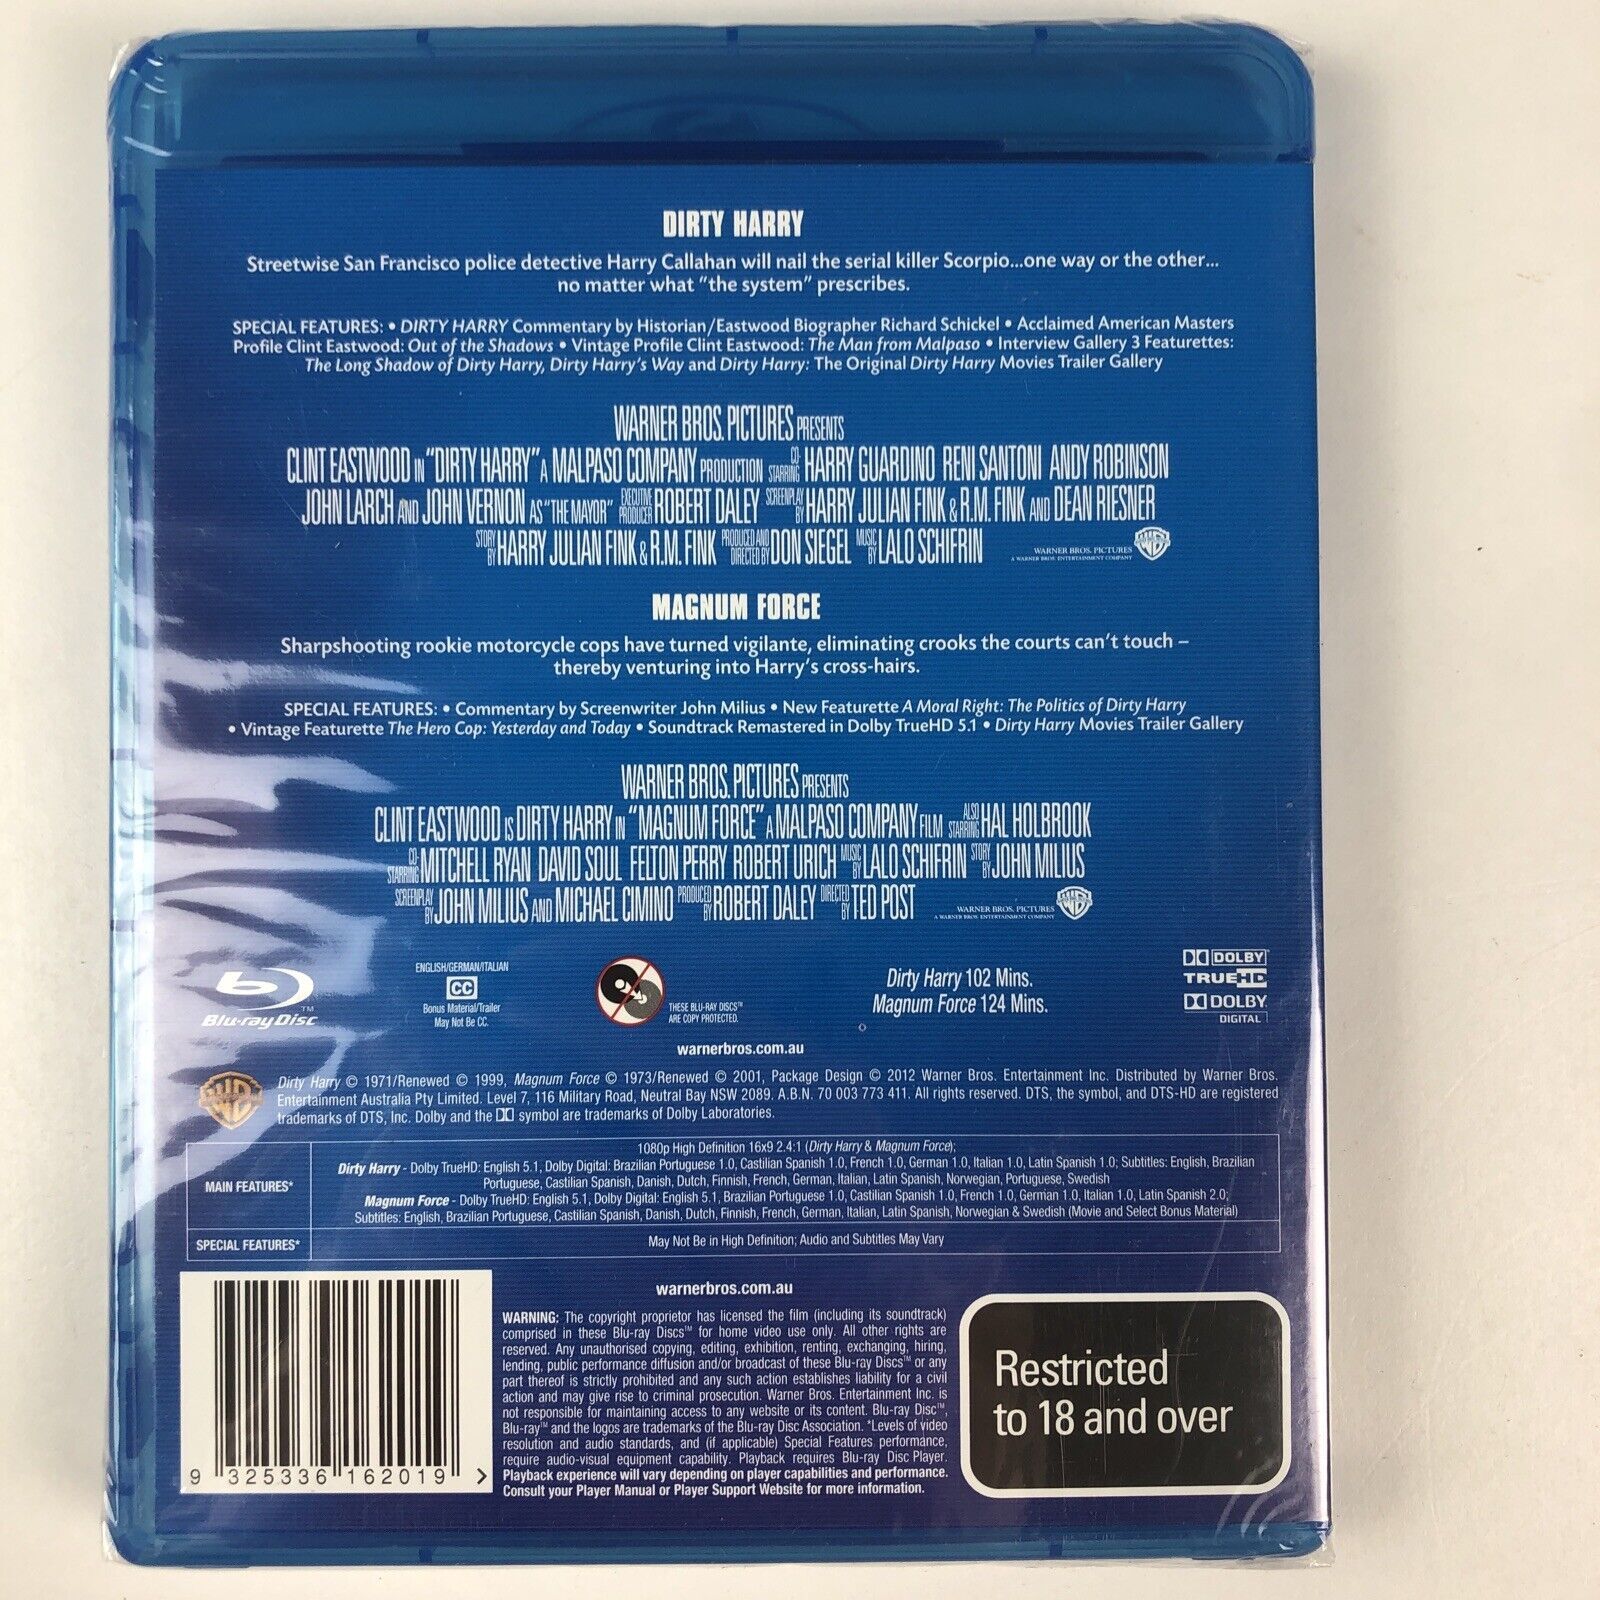 DIRTY HARRY
Streetwise San Francisco police detective Harry Callahan will nail the serial killer Scorpio...one way or the other...
no matter what "the system" prescribes.
SPECIAL FEATURES: • DIRTY HARRY Commentary by Historian/Eastwood Biographer Richard Schickel • Acclaimed American Masters
Profile Clint Eastwood: Out of the Shadows • Vintage Profile Clint Eastwood: The Man from Malpaso • Interview Gallery 3 Featurettes:
The Long Shadow of Dirty Harry, Dirty Harry's Way and Dirty Harry: The Original Dirty Harry Movies Trailer Gallery
WARNER BROS. PICTURES PRESENTS
CLINT EASTWOOD IN "DIRTY HARRY" A MALPASO COMPANY PRODUCTION CO-STARRING HARRY GUARDINO RENI SANTONI ANDY ROBINSON
JOHN LARCH AND JOHN VERNON AS "THE MAYOR" EXECUTIVE PRODUCER ROBERT DALEY SCREENPLAY BY HARRY JULIAN FINK & R.M. FINK AND DEAN RIESNER
STORY BY HARRY JULIAN FINK & R.M. FINK PRODUCED AND DIRECTED BY DON SIEGEL MUSIC BY LALO SCHIFRIN WARNER BROS. PICTURES
A WARNER BROS. ENTERTAINMENT COMPANY
MAGNUM FORCE
Sharpshooting rookie motorcycle cops have turned vigilante, eliminating crooks the courts can't touch –
thereby venturing into Harry's cross-hairs.
SPECIAL FEATURES: • Commentary by Screenwriter John Milius • New Featurette A Moral Right: The Politics of Dirty Harry
• Vintage Featurette The Hero Cop: Yesterday and Today • Soundtrack Remastered in Dolby TrueHD 5.1 • Dirty Harry Movies Trailer Gallery
WARNER BROS. PICTURES PRESENTS
CLINT EASTWOOD IS DIRTY HARRY IN "MAGNUM FORCE" A MALPASO COMPANY FILM ALSO STARRING HAL HOLBROOK
CO-STARRING MITCHELL RYAN DAVID SOUL FELTON PERRY ROBERT URICH MUSIC BY LALO SCHIFRIN STORY BY JOHN MILIUS
SCREENPLAY BY JOHN MILIUS AND MICHAEL CIMINO PRODUCED BY ROBERT DALEY DIRECTED BY TED POST WARNER BROS. PICTURES
A WARNER BROS. ENTERTAINMENT COMPANY
Blu-ray Disc™
ENGLISH/GERMAN/ITALIAN
CC
Bonus Material/Trailer
May Not Be CC.
THESE BLU-RAY DISCS™
ARE COPY PROTECTED.
Dirty Harry 102 Mins.
Magnum Force 124 Mins.
DOLBY
TRUEHD
DOLBY
DIGITAL
warnerbros.com.au
Dirty Harry © 1971/Renewed © 1999, Magnum Force © 1973/Renewed © 2001, Package Design © 2012 Warner Bros. Entertainment Inc. Distributed by Warner Bros.
Entertainment Australia Pty Limited. Level 7, 116 Military Road, Neutral Bay NSW 2089. A.B.N. 70 003 773 411. All rights reserved. DTS, the symbol, and DTS-HD are registered
trademarks of DTS, Inc. Dolby and the DD symbol are trademarks of Dolby Laboratories.
MAIN FEATURES*
1080p High Definition 16x9 2.4:1 (Dirty Harry & Magnum Force);
Dirty Harry - Dolby TrueHD: English 5.1, Dolby Digital: Brazilian Portuguese 1.0, Castilian Spanish 1.0, French 1.0, German 1.0, Italian 1.0, Latin Spanish 1.0; Subtitles: English, Brazilian
Portuguese, Castilian Spanish, Danish, Dutch, Finnish, French, German, Italian, Latin Spanish, Norwegian, Portuguese, Swedish
Magnum Force - Dolby TrueHD: English 5.1, Dolby Digital: English 5.1, Brazilian Portuguese 1.0, Castilian Spanish 1.0, French 1.0, German 1.0, Italian 1.0, Latin Spanish 2.0;
Subtitles: English, Brazilian Portuguese, Castilian Spanish, Danish, Dutch, Finnish, French, German, Italian, Latin Spanish, Norwegian & Swedish (Movie and Select Bonus Material)
SPECIAL FEATURES*
May Not Be in High Definition; Audio and Subtitles May Vary
9 325336 162019 >
warnerbros.com.au
WARNING: The copyright proprietor has licensed the film (including its soundtrack)
comprised in these Blu-ray Discs™ for home video use only. All other rights are
reserved. Any unauthorised copying, editing, exhibition, renting, exchanging, hiring,
lending, public performance diffusion and/or broadcast of these Blu-ray Discs™ or any
part thereof is strictly prohibited and any such action establishes liability for a civil
action and may give rise to criminal prosecution. Warner Bros. Entertainment Inc. is
not responsible for maintaining access to any website or its content. Blu-ray Disc™,
Blu-ray™ and the logos are trademarks of the Blu-ray Disc Association. *Levels of video
resolution and audio standards, and (if applicable) Special Features performance,
require audio-visual equipment capability. Playback requires Blu-ray Disc Player.
Playback experience will vary depending on player capabilities and performance.
Consult your Player Manual or Player Support Website for more information.
Restricted
to 18 and over